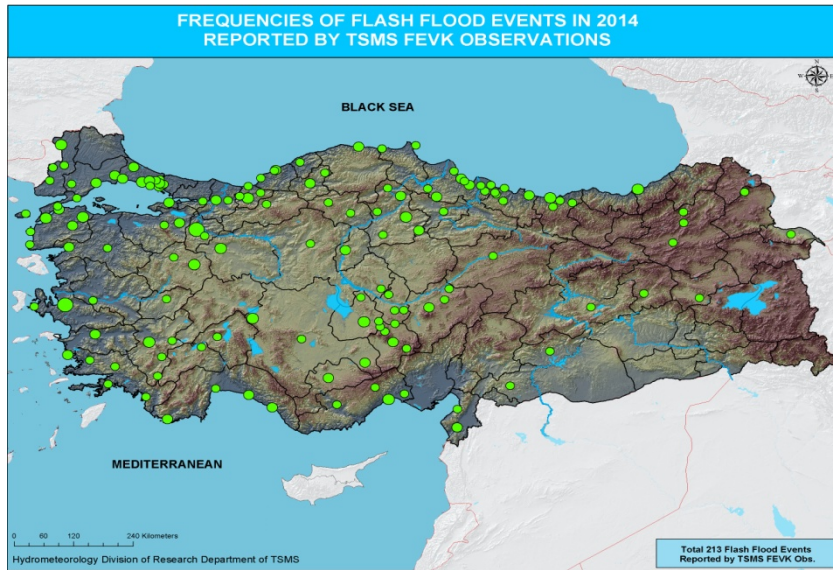 FREQUENCIES OF FLASH FLOOD EVENTS IN 2014
REPORTED BY TSMS FEVK OBSERVATIONS
N
W E
S
BLACK SEA
MEDITERRANEAN
0 60 120 240 Kilometers
Hydrometeorology Division of Research Department of TSMS
Total 213 Flash Flood Events
Reported by TSMS FEVK Obs.